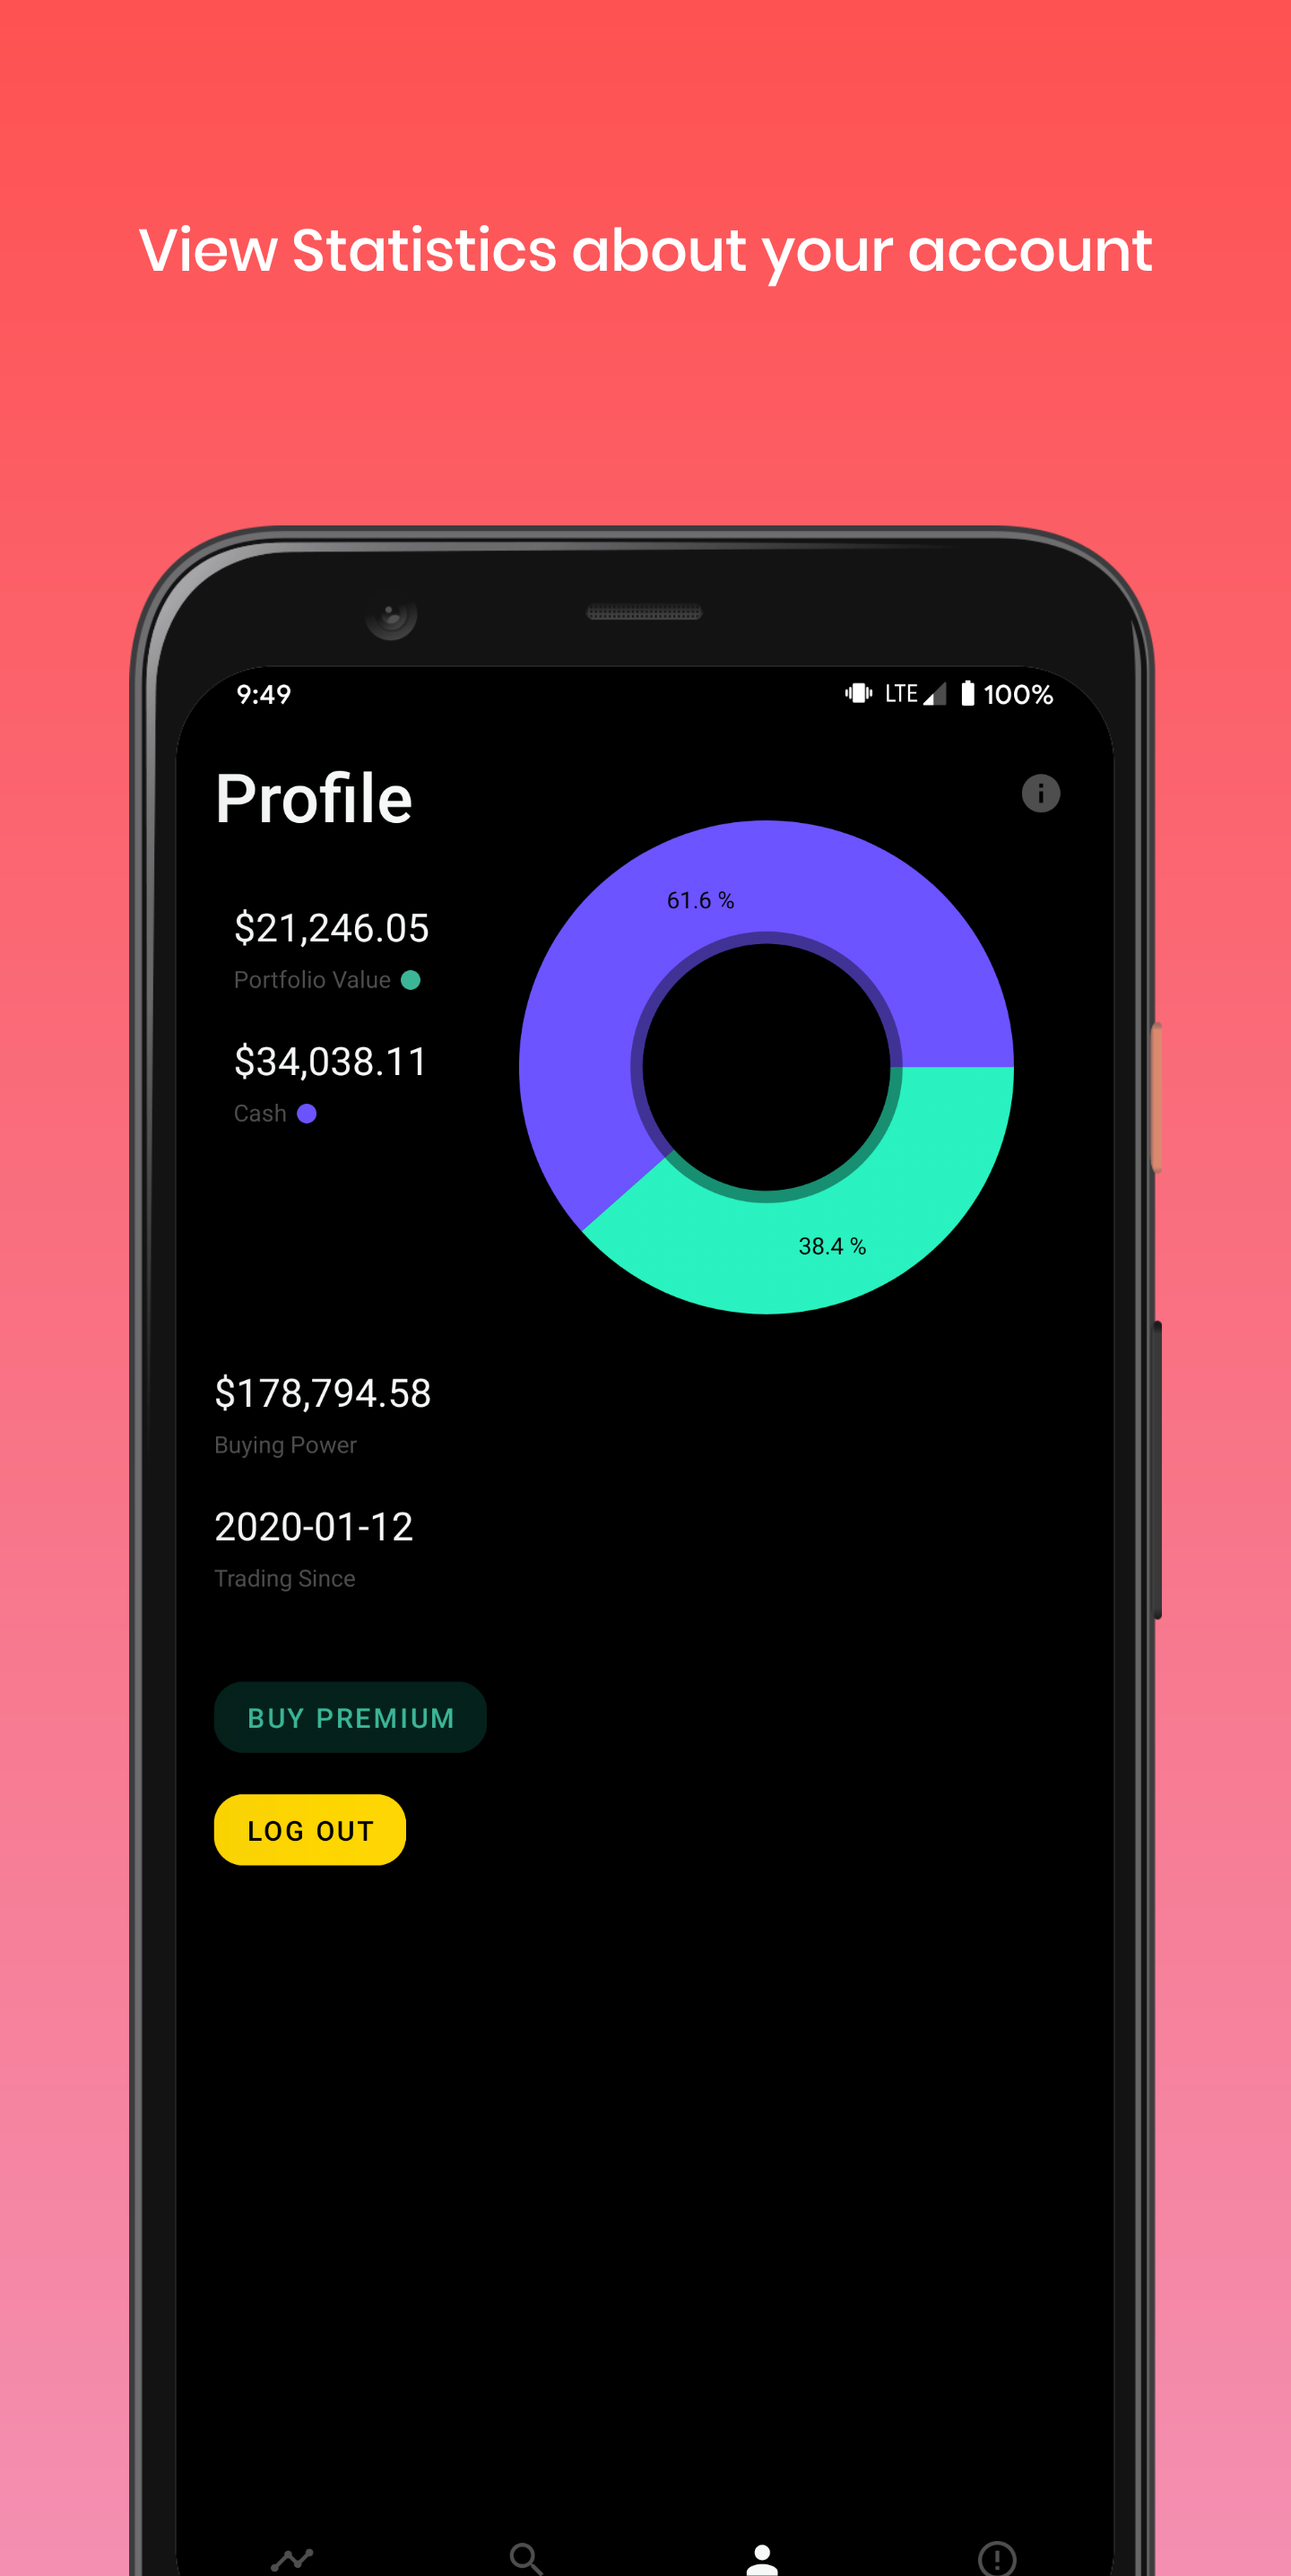 View Statistics about your account
9:49
LTE 100%
Profile
$21,246.05
Portfolio Value
$34,038.11
Cash
61.6 %
38.4 %
$178,794.58
Buying Power
2020-01-12
Trading Since
BUY PREMIUM
LOG OUT